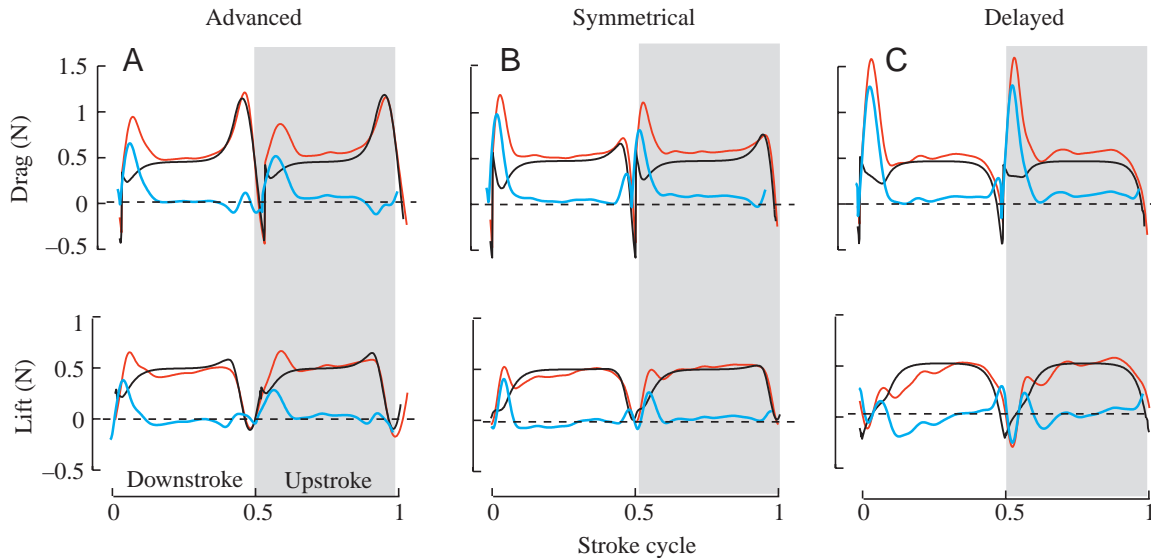 Advanced Symmetrical Delayed
A B C
1.5
1
0.5
0
–0.5
Drag (N)
1
0.5
0
–0.5
Lift (N)
Downstroke Upstroke
0 0.5 1 0 0.5 1 0 0.5 1
Stroke cycle